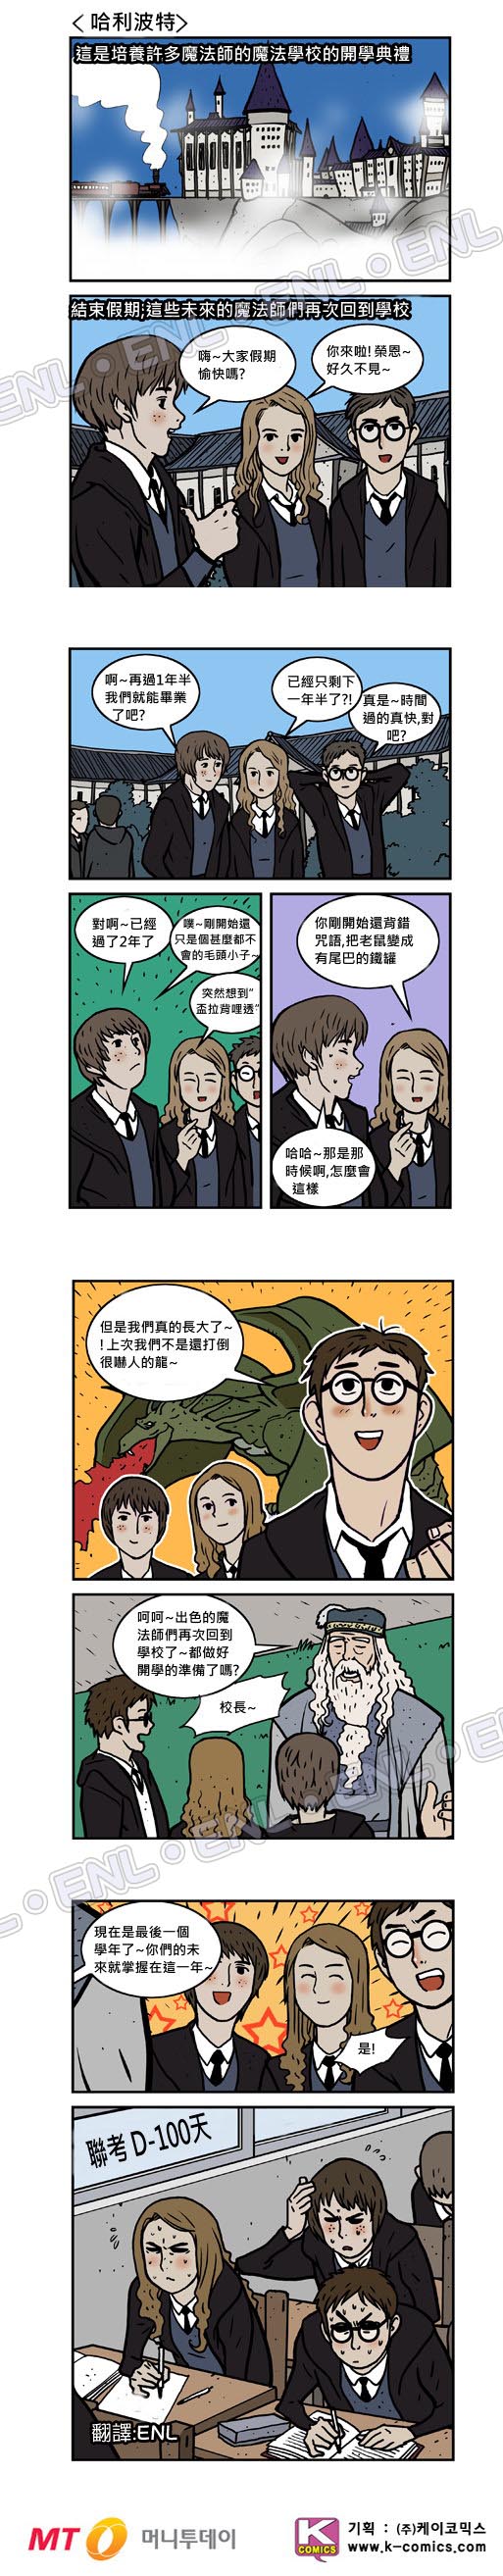 < 哈利波特>
這是培養許多魔法師的魔法學校的開學典禮
ENL • ENL • ENL • ENL
結束假期;這些未來的魔法師們再次回到學校
嗨~大家假期
愉快嗎?
你來啦! 榮恩~
好久不見~
啊~再過1年半
我們就能畢業
了吧?
已經只剩下
一年半了?!
真是~時間
過的真快,對
吧?
對啊~已經
過了2年了
噗~剛開始還
只是個甚麼都不
會的毛頭小子~
突然想到"
盃拉背哩透"
你剛開始還背錯
咒語,把老鼠變成
有尾巴的鐵罐
哈哈~那是那
時候啊,怎麼會
這樣
但是我們真的長大了~
! 上次我們不是還打倒
很嚇人的龍~
呵呵~出色的魔
法師們再次回到
學校了~都做好
開學的準備了嗎?
校長~
ENL • ENL • ENL • ENL
現在是最後一個
學年了~你們的未
來就掌握在這一年~
是!
聯考 D-100天
翻譯:ENL
MT 머니투데이
K COMICS
기획 : (주)케이코믹스
www.k-comics.com